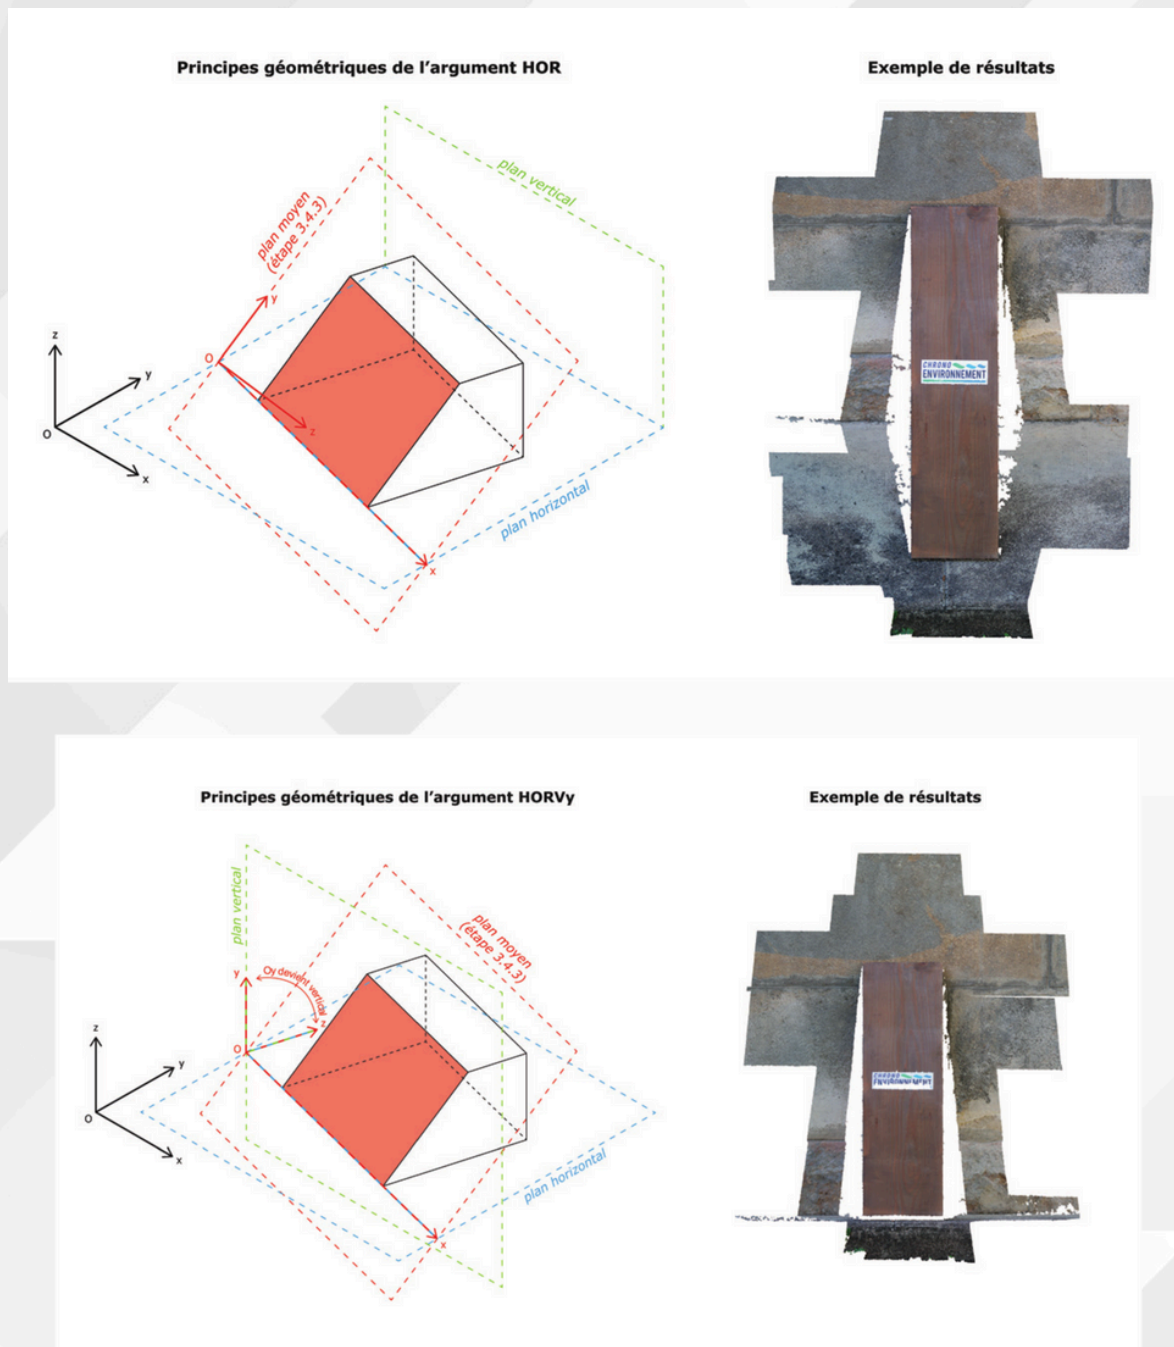 Principes géométriques de l'argument HOR
Exemple de résultats
plan vertical
plan moyen
(étape 3.4.3)
y
O
z
x
z
y
O
x
plan horizontal
CHRONO
ENVIRONNEMENT
Principes géométriques de l'argument HORVy
Exemple de résultats
plan vertical
plan moyen
(étape 3.4.3)
y
Oy devient vertical
z
O
x
z
y
O
x
plan horizontal
CHRONO
ENVIRONNEMENT